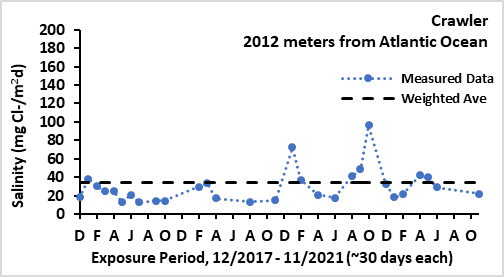 Crawler
2012 meters from Atlantic Ocean
200
180
160
140
120
100
80
60
40
20
0
Salinity (mg Cl-/m²d)
Measured Data
Weighted Ave
D F A J A O D F A J A O D F A J A O D F A J A O
Exposure Period, 12/2017 - 11/2021 (~30 days each)